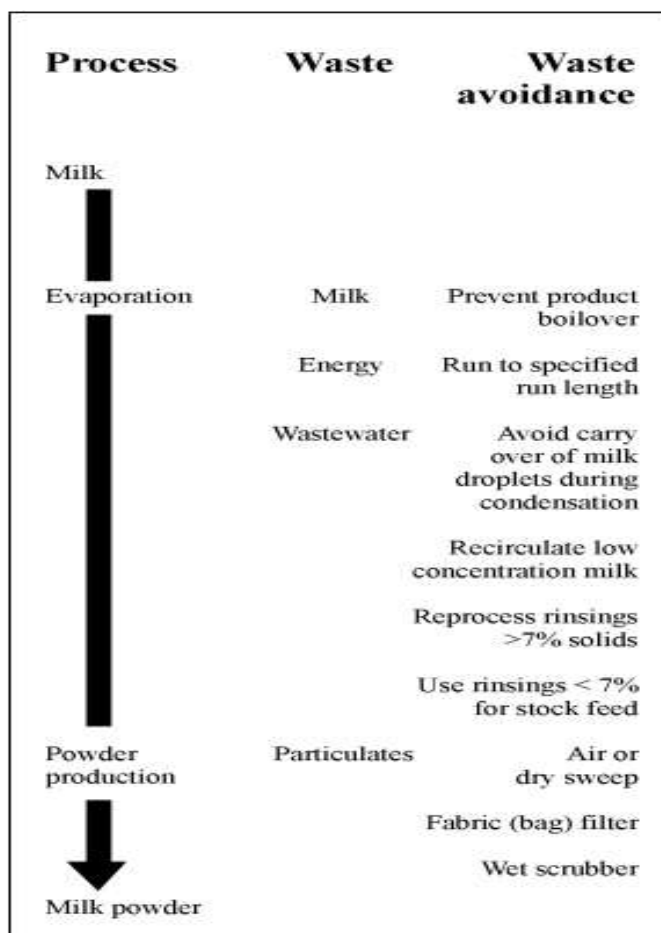 Process Waste Waste
avoidance
Milk
Evaporation Milk Prevent product
boilover
Energy Run to specified
run length
Wastewater Avoid carry
over of milk
droplets during
condensation
Recirculate low
concentration milk
Reprocess rinsings
>7% solids
Use rinsings < 7%
for stock feed
Powder Particulates Air or
production dry sweep
Fabric (bag) filter
Wet scrubber
Milk powder